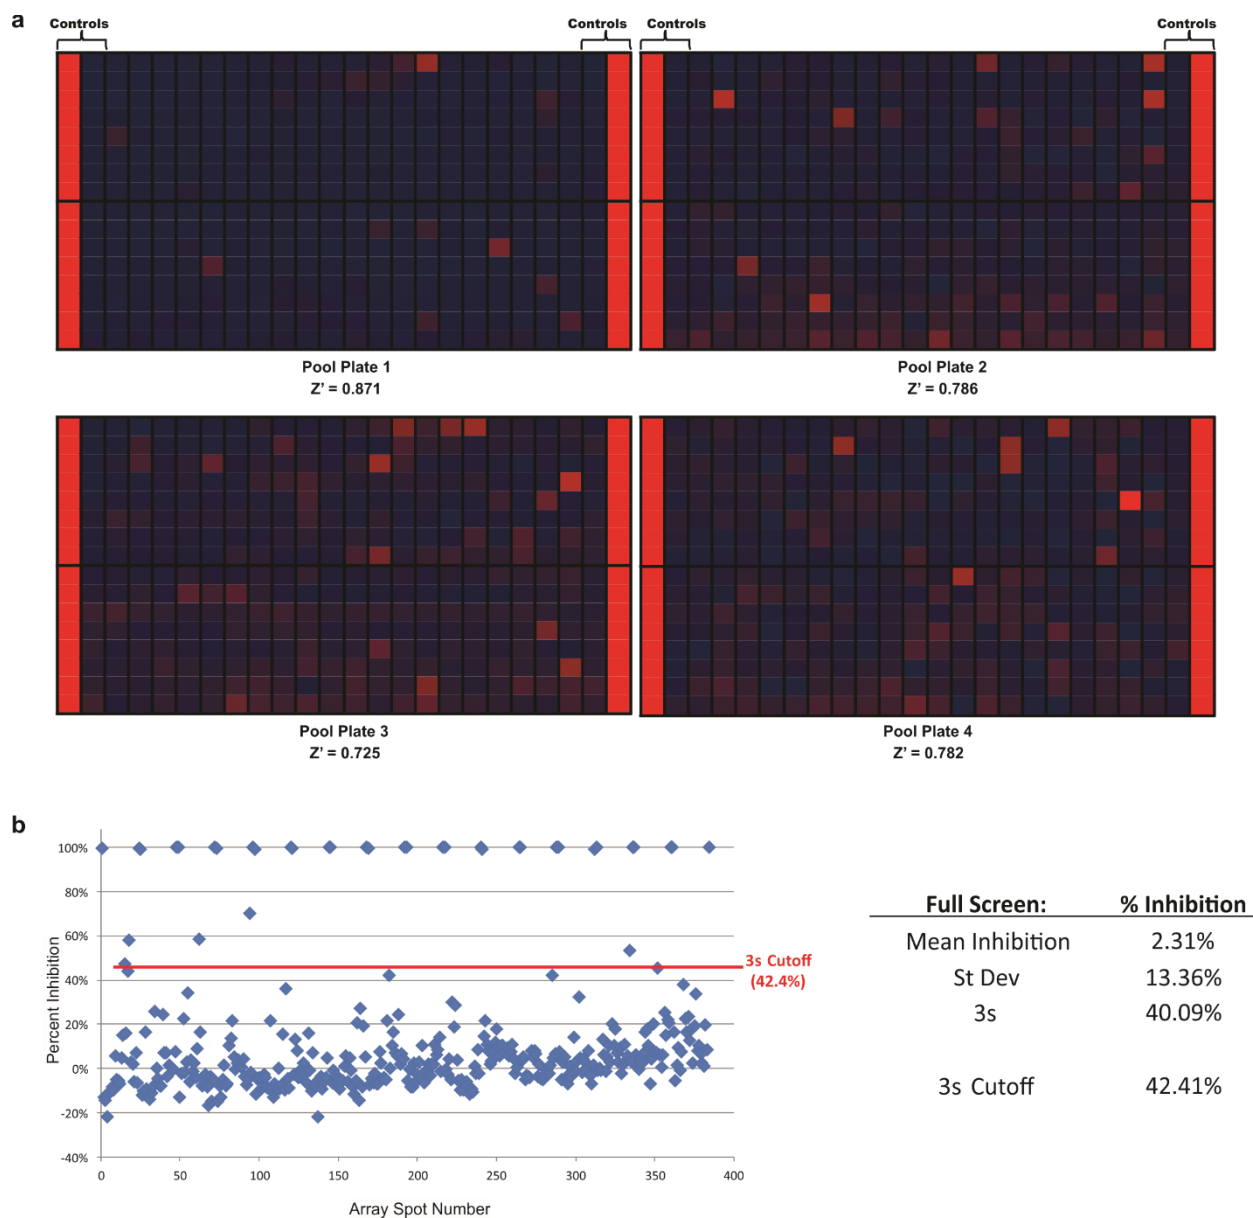 a
Controls
Controls
Controls
Controls
Pool Plate 1
Z' = 0.871
Pool Plate 2
Z' = 0.786
Pool Plate 3
Z' = 0.725
Pool Plate 4
Z' = 0.782
b
Percent Inhibition
100%
80%
60%
40%
20%
0%
-20%
-40%
0 50 100 150 200 250 300 350 400
Array Spot Number
3s Cutoff
(42.4%)
Full Screen: % Inhibition
Mean Inhibition 2.31%
St Dev 13.36%
3s 40.09%
3s Cutoff 42.41%